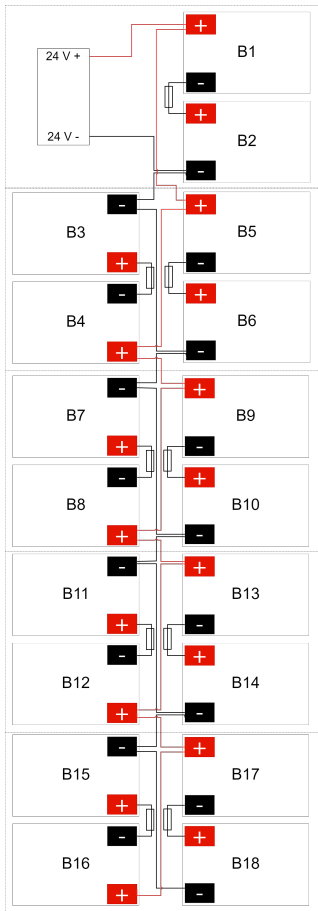 +
B1
24 V +
-
+
24 V -
B2
-
-
+
B3
B5
+
-
-
+
B4
B6
+
-
-
+
B7
B9
+
-
-
+
B8
B10
+
-
-
+
B11
B13
+
-
-
+
B12
B14
+
-
-
+
B15
B17
+
-
-
+
B16
B18
+
-